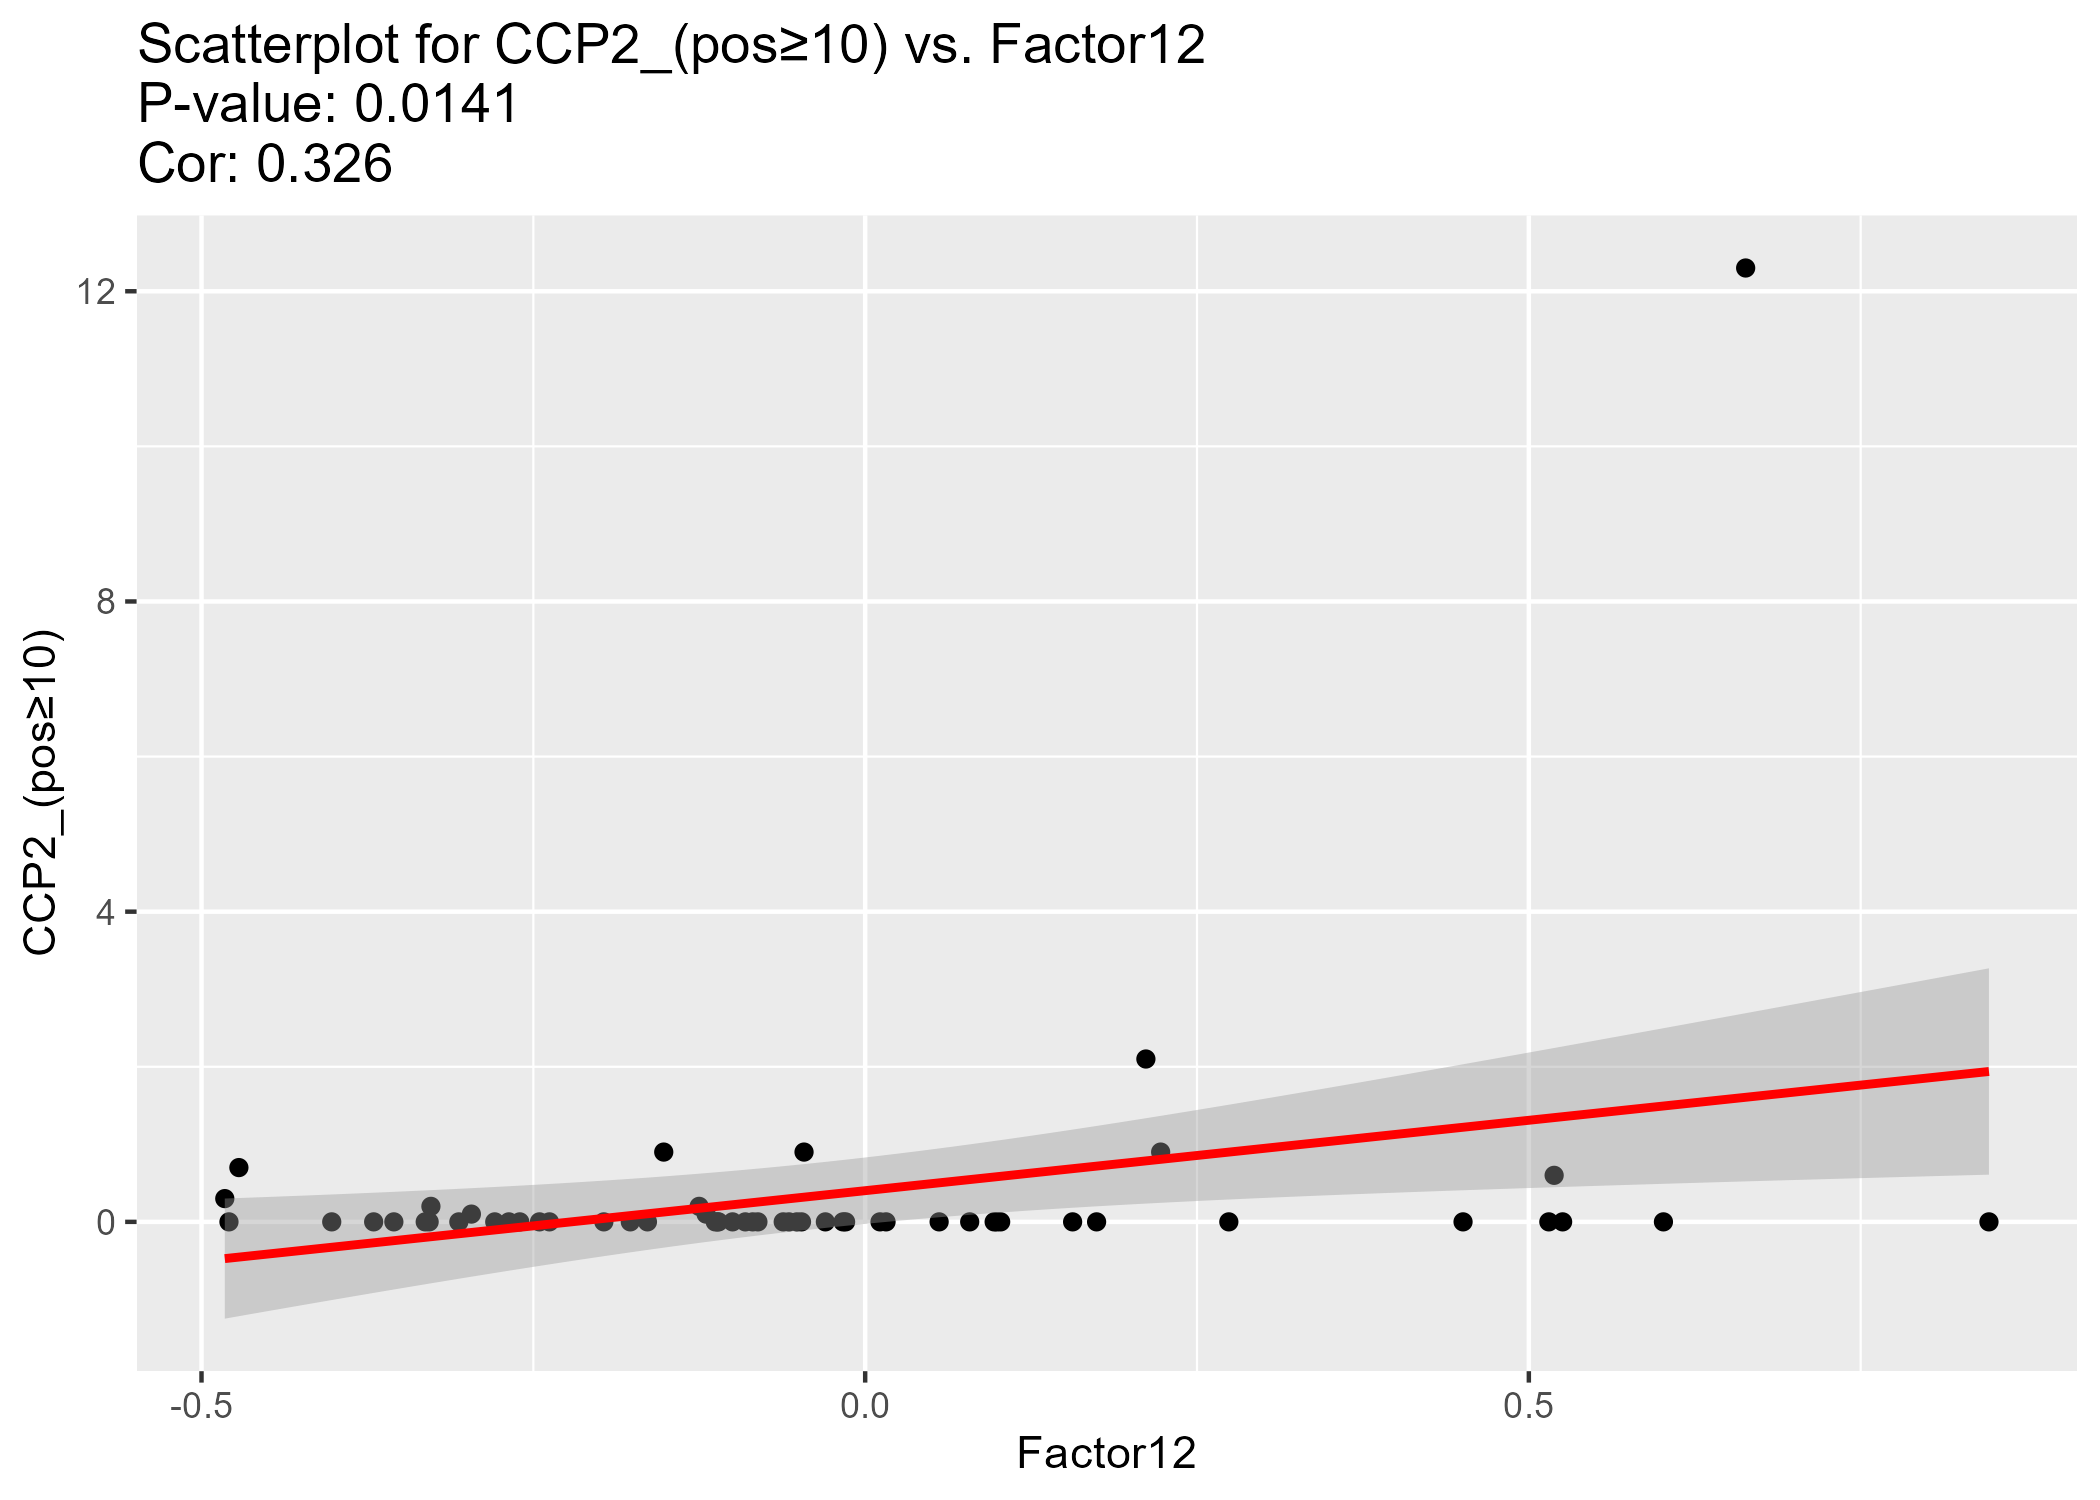 Scatterplot for CCP2_(pos≥10) vs. Factor12
P-value: 0.0141
Cor: 0.326
12
8
4
0
CCP2_(pos≥10)
-0.5
0.0
0.5
Factor12